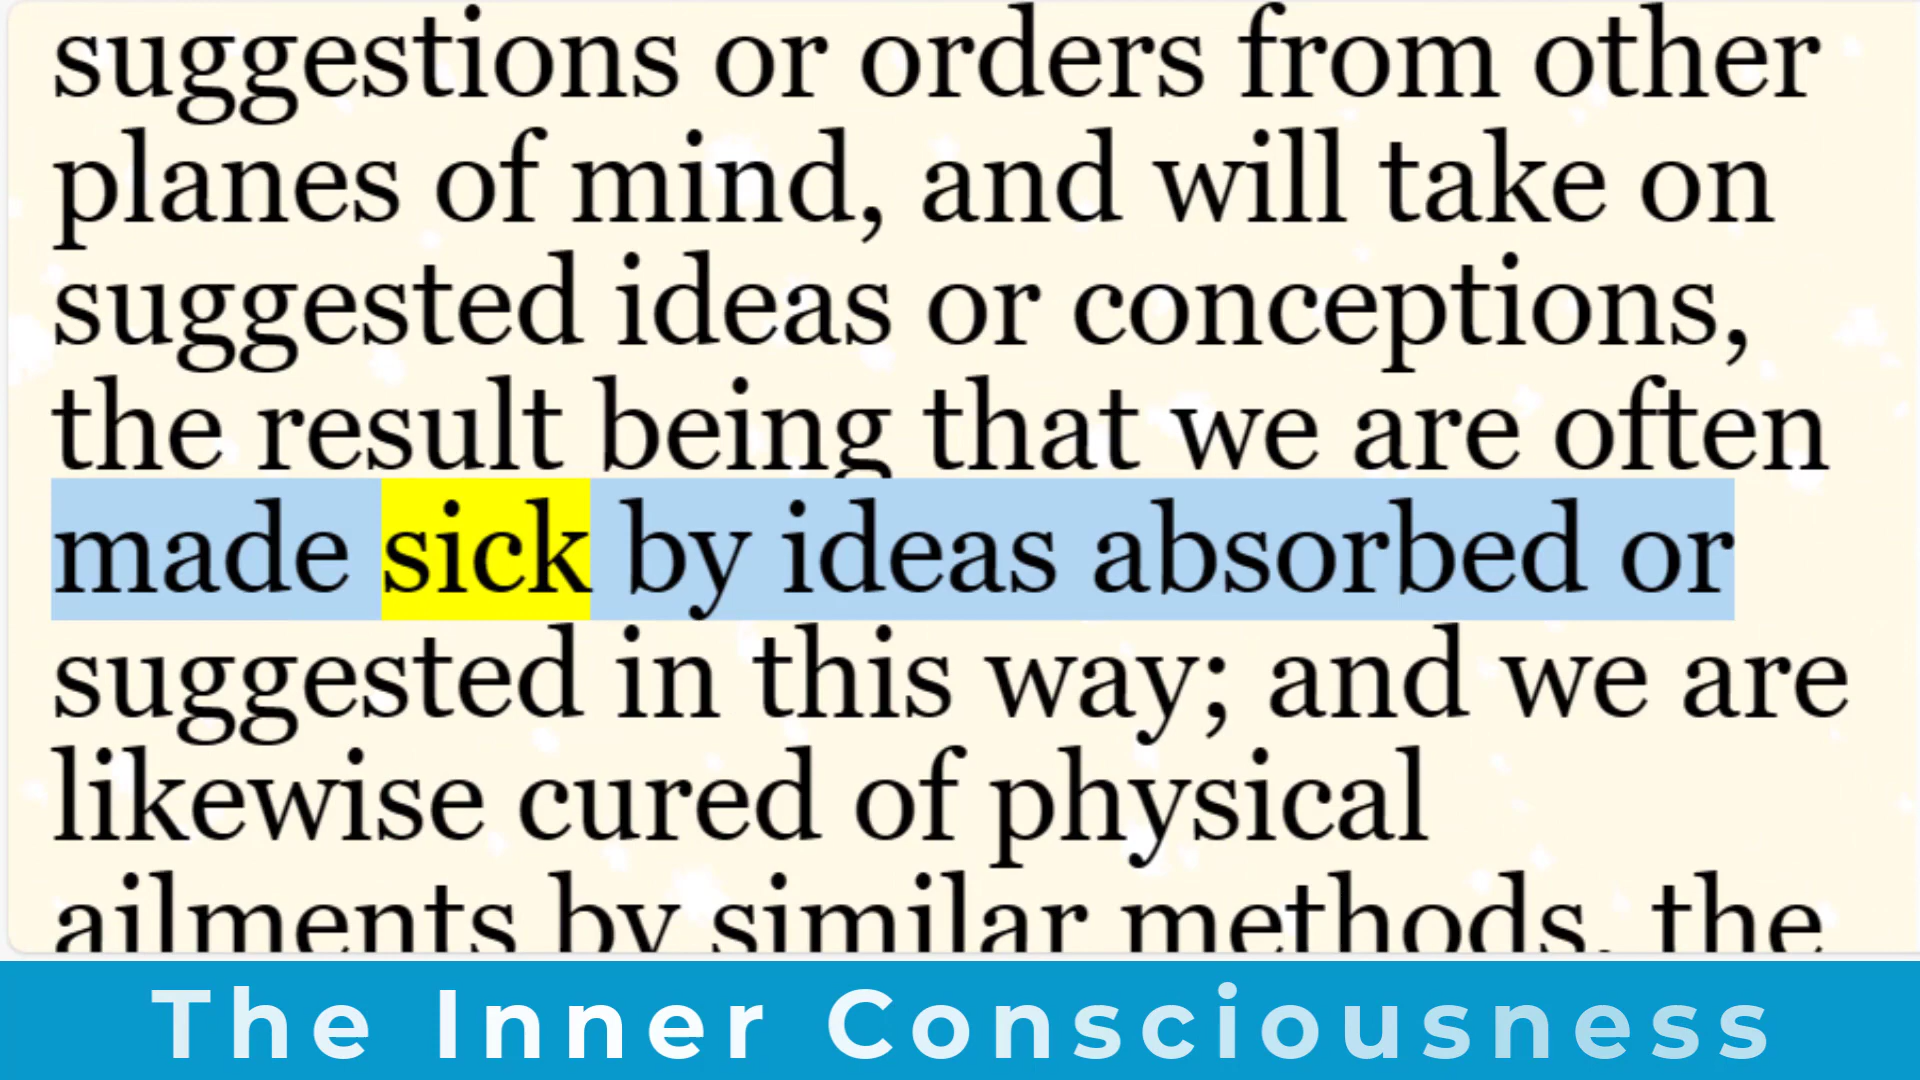 suggestions or orders from other
planes of mind, and will take on
suggested ideas or conceptions,
the result being that we are often
made sick by ideas absorbed or
suggested in this way; and we are
likewise cured of physical
ailments by similar methods, the
The Inner Consciousness